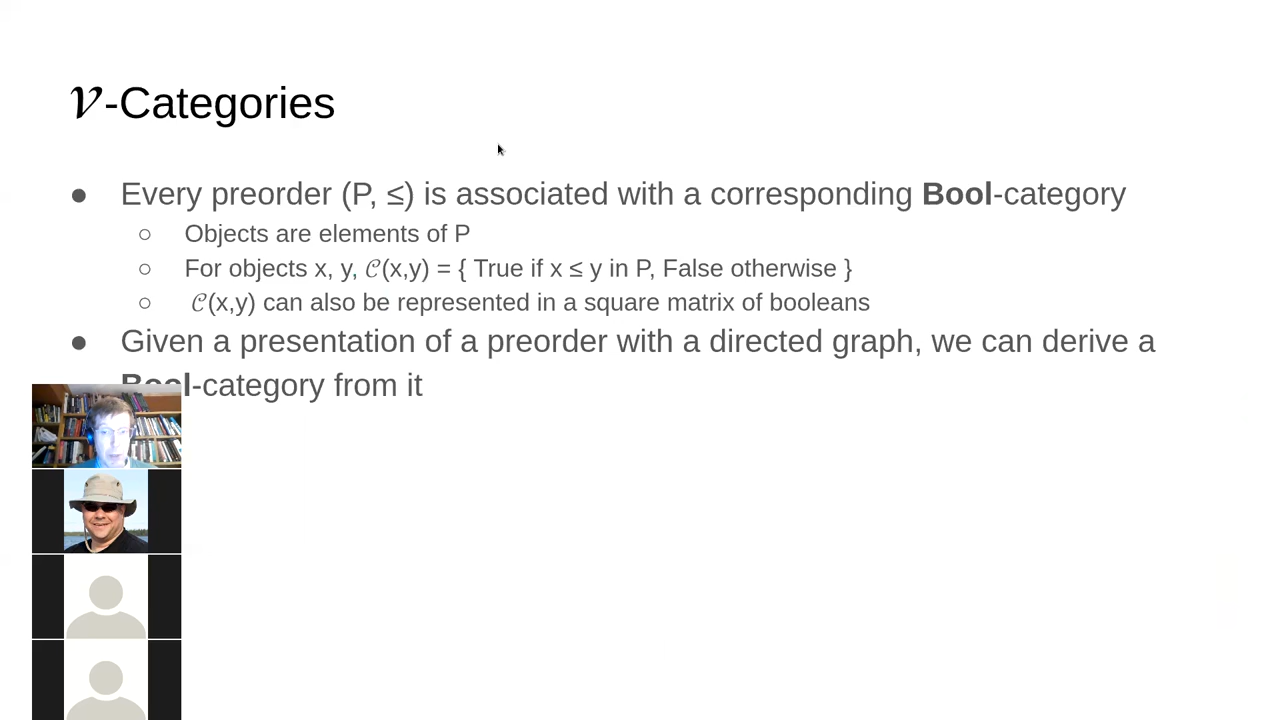 𝒱-Categories
● Every preorder (P, ≤) is associated with a corresponding Bool-category
○ Objects are elements of P
○ For objects x, y, 𝒞(x,y) = { True if x ≤ y in P, False otherwise }
○ 𝒞(x,y) can also be represented in a square matrix of booleans
● Given a presentation of a preorder with a directed graph, we can derive a
Bool-category from it